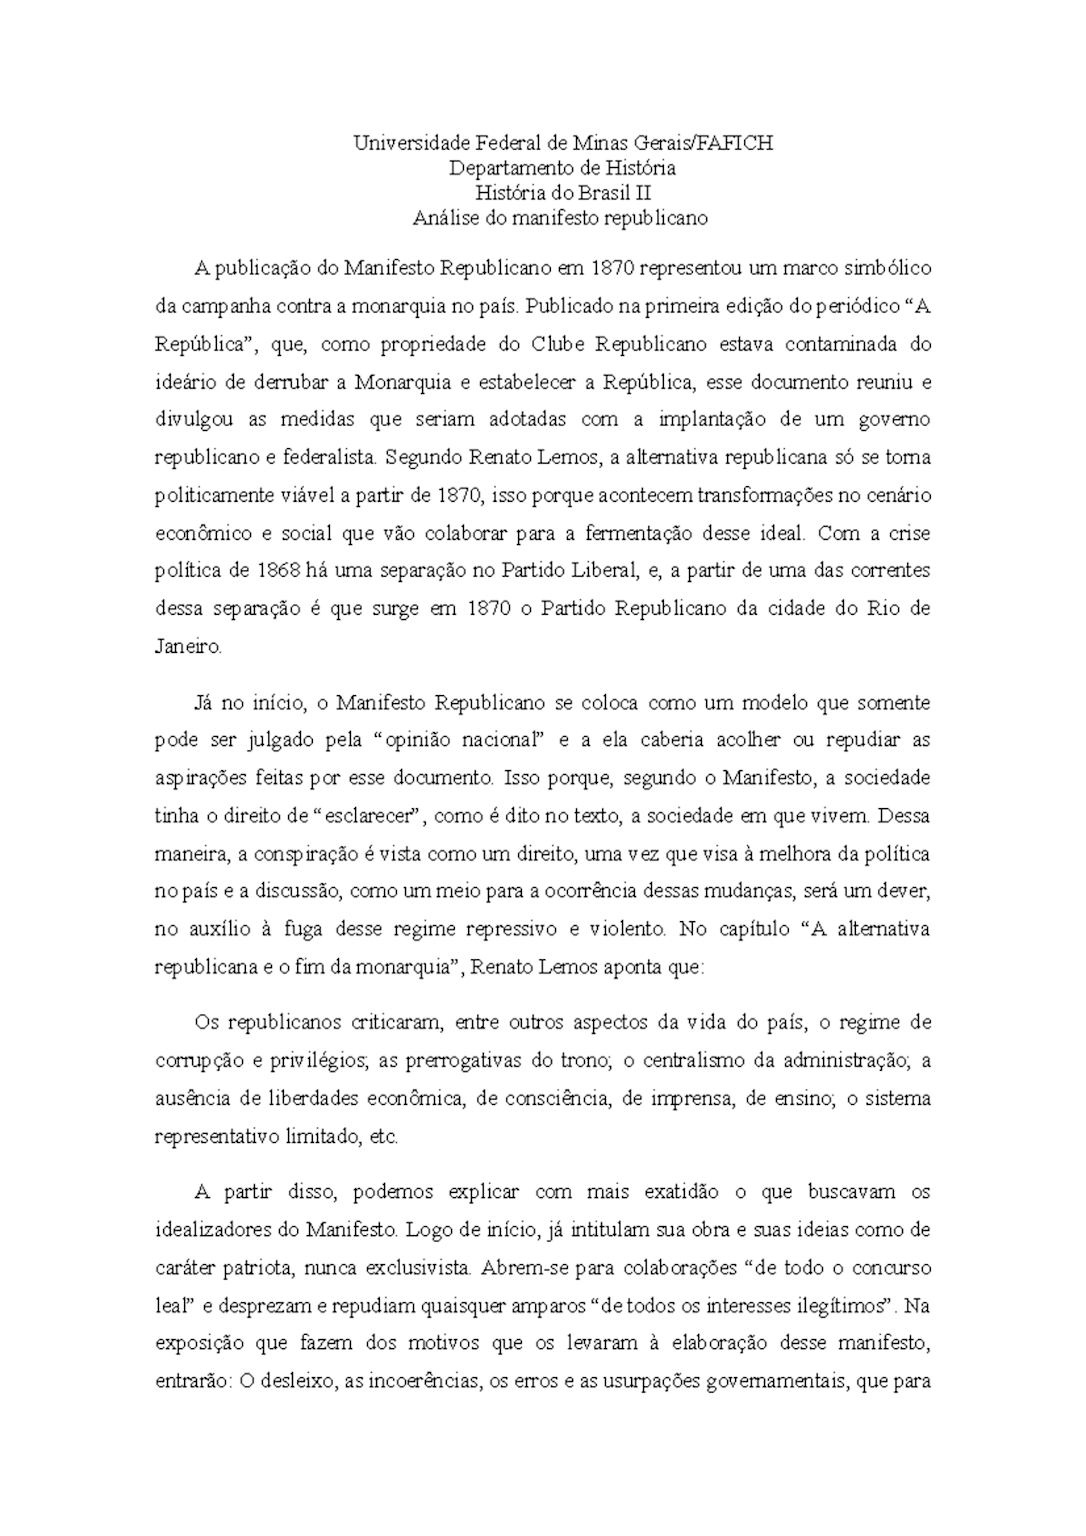 Universidade Federal de Minas Gerais/FAFICH
Departamento de História
História do Brasil II
Análise do manifesto republicano
A publicação do Manifesto Republicano em 1870 representou um marco simbólico
da campanha contra a monarquia no país. Publicado na primeira edição do periódico “A
República”, que, como propriedade do Clube Republicano estava contaminada do
ideário de derrubar a Monarquia e estabelecer a República, esse documento reuniu e
divulgou as medidas que seriam adotadas com a implantação de um governo
republicano e federalista. Segundo Renato Lemos, a alternativa republicana só se torna
politicamente viável a partir de 1870, isso porque acontecem transformações no cenário
econômico e social que vão colaborar para a fermentação desse ideal. Com a crise
política de 1868 há uma separação no Partido Liberal, e, a partir de uma das correntes
dessa separação é que surge em 1870 o Partido Republicano da cidade do Rio de
Janeiro.
Já no início, o Manifesto Republicano se coloca como um modelo que somente
pode ser julgado pela “opinião nacional” e a ela caberia acolher ou repudiar as
aspirações feitas por esse documento. Isso porque, segundo o Manifesto, a sociedade
tinha o direito de “esclarecer”, como é dito no texto, a sociedade em que vivem. Dessa
maneira, a conspiração é vista como um direito, uma vez que visa à melhora da política
no país e a discussão, como um meio para a ocorrência dessas mudanças, será um dever,
no auxílio à fuga desse regime repressivo e violento. No capítulo “A alternativa
republicana e o fim da monarquia”, Renato Lemos aponta que:
Os republicanos criticaram, entre outros aspectos da vida do país, o regime de
corrupção e privilégios; as prerrogativas do trono; o centralismo da administração; a
ausência de liberdades econômica, de consciência, de imprensa, de ensino; o sistema
representativo limitado, etc.
A partir disso, podemos explicar com mais exatidão o que buscavam os
idealizadores do Manifesto. Logo de início, já intitulam sua obra e suas ideias como de
caráter patriota, nunca exclusivista. Abrem-se para colaborações “de todo o concurso
leal” e desprezam e repudiam quaisquer amparos “de todos os interesses ilegítimos”. Na
exposição que fazem dos motivos que os levaram à elaboração desse manifesto,
entrarão: O desleixo, as incoerências, os erros e as usurpações governamentais, que para